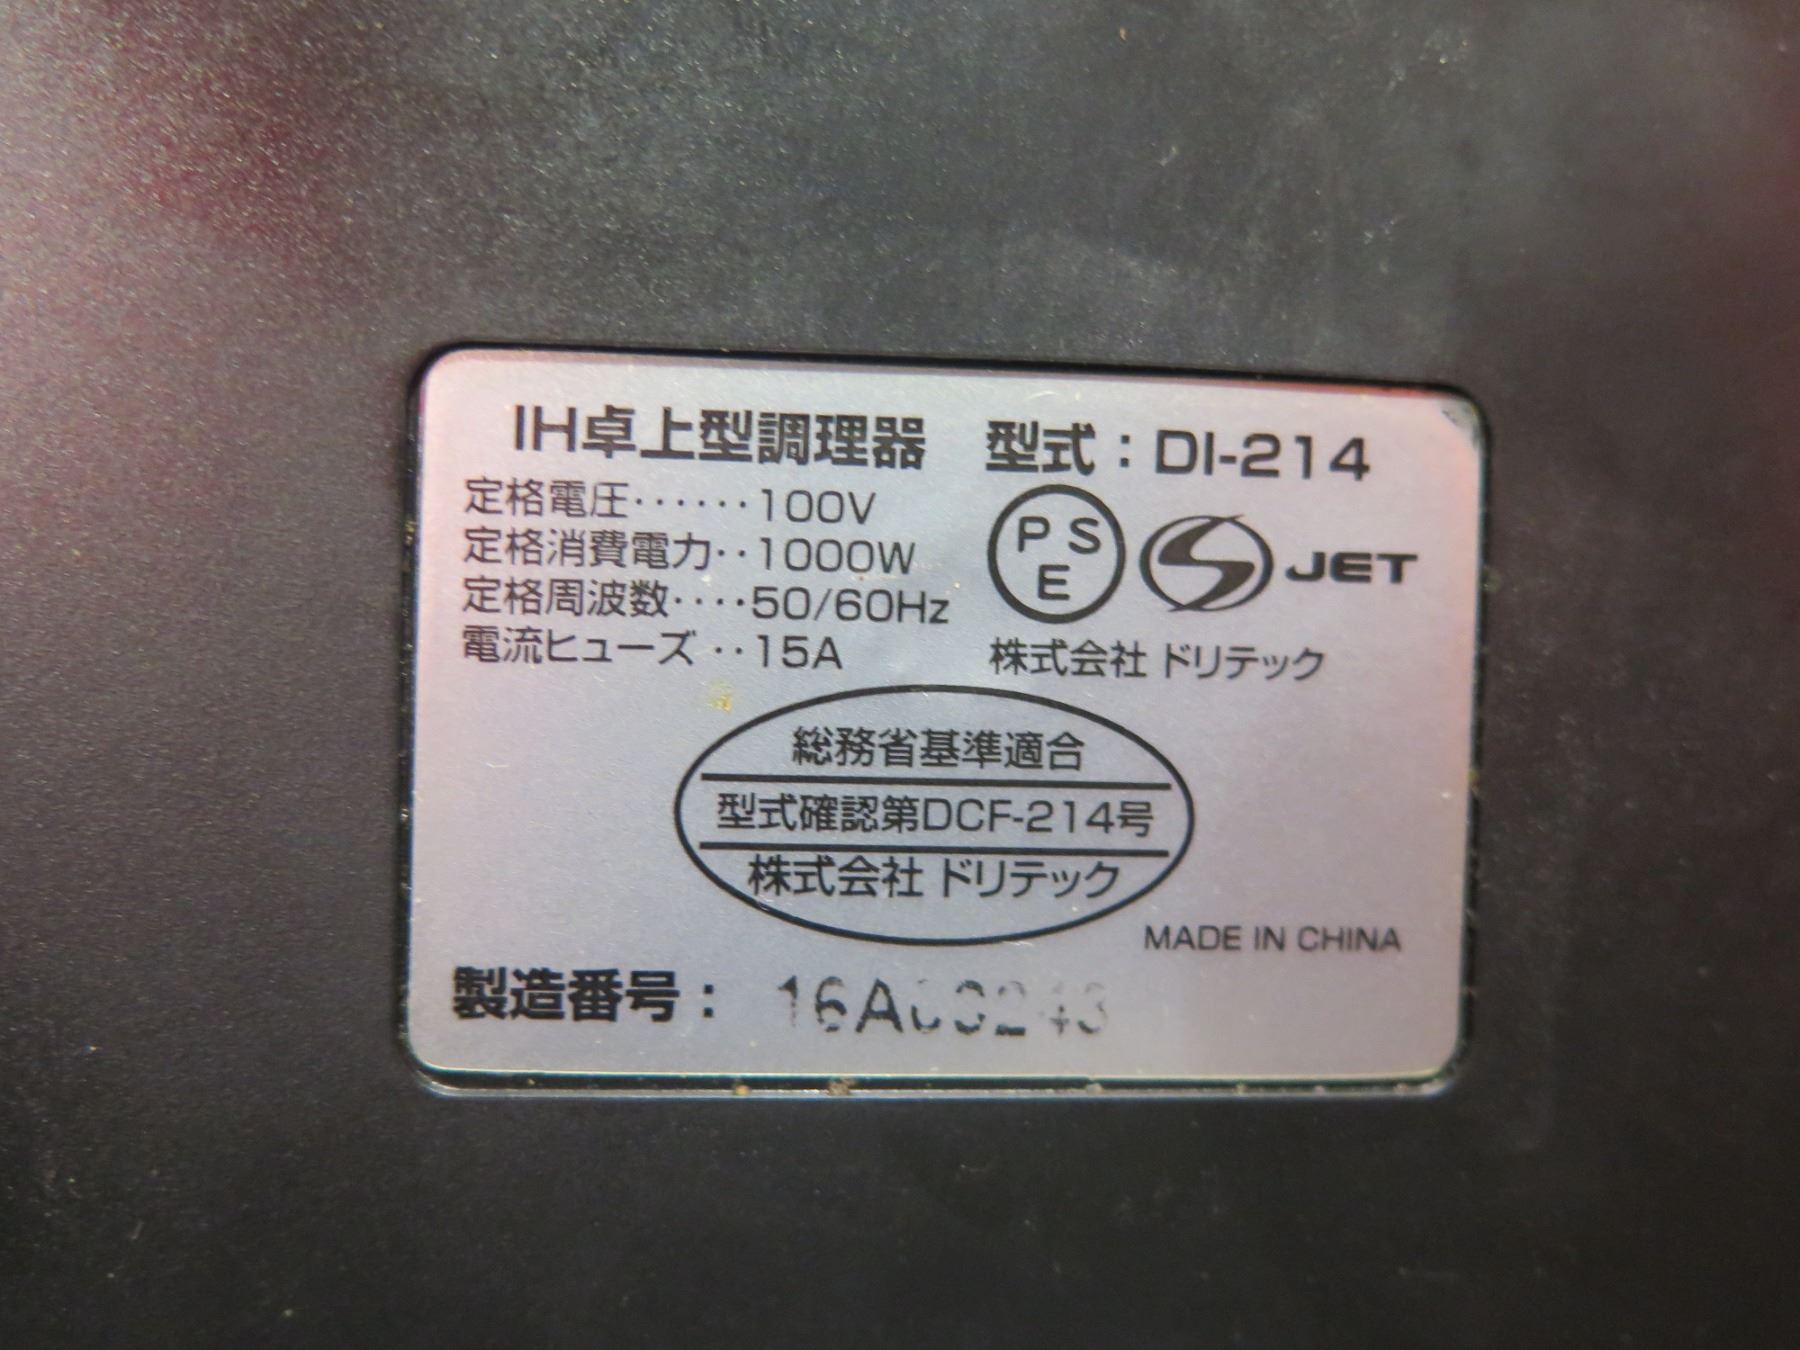 IH卓上型調理器 型式：DI-214
定格電圧‥‥‥100V
定格消費電力‥1000W
定格周波数‥‥50/60Hz
電流ヒューズ‥15A
PSE
JET
株式会社 ドリテック
総務省基準適合
型式確認第DCF-214号
株式会社 ドリテック
MADE IN CHINA
製造番号：